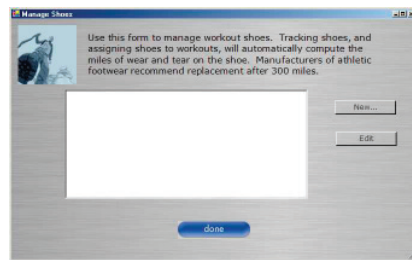 Manage Shoes
Use this form to manage workout shoes. Tracking shoes, and
assigning shoes to workouts, will automatically compute the
miles of wear and tear on the shoe. Manufacturers of athletic
footwear recommend replacement after 300 miles.
New...
Edit
done